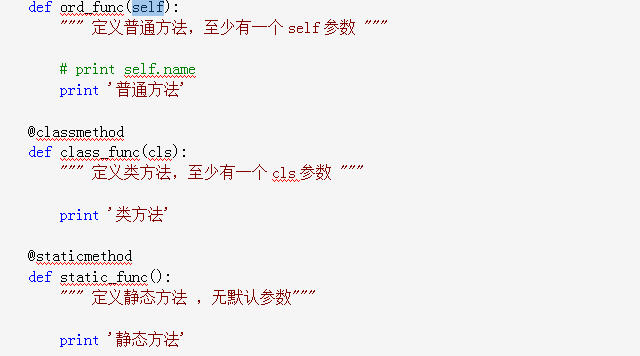 def ord_func(self):
""" 定义普通方法，至少有一个self参数 """
# print self.name
print '普通方法'
@classmethod
def class_func(cls):
""" 定义类方法，至少有一个cls参数 """
print '类方法'
@staticmethod
def static_func():
""" 定义静态方法 ，无默认参数"""
print '静态方法'